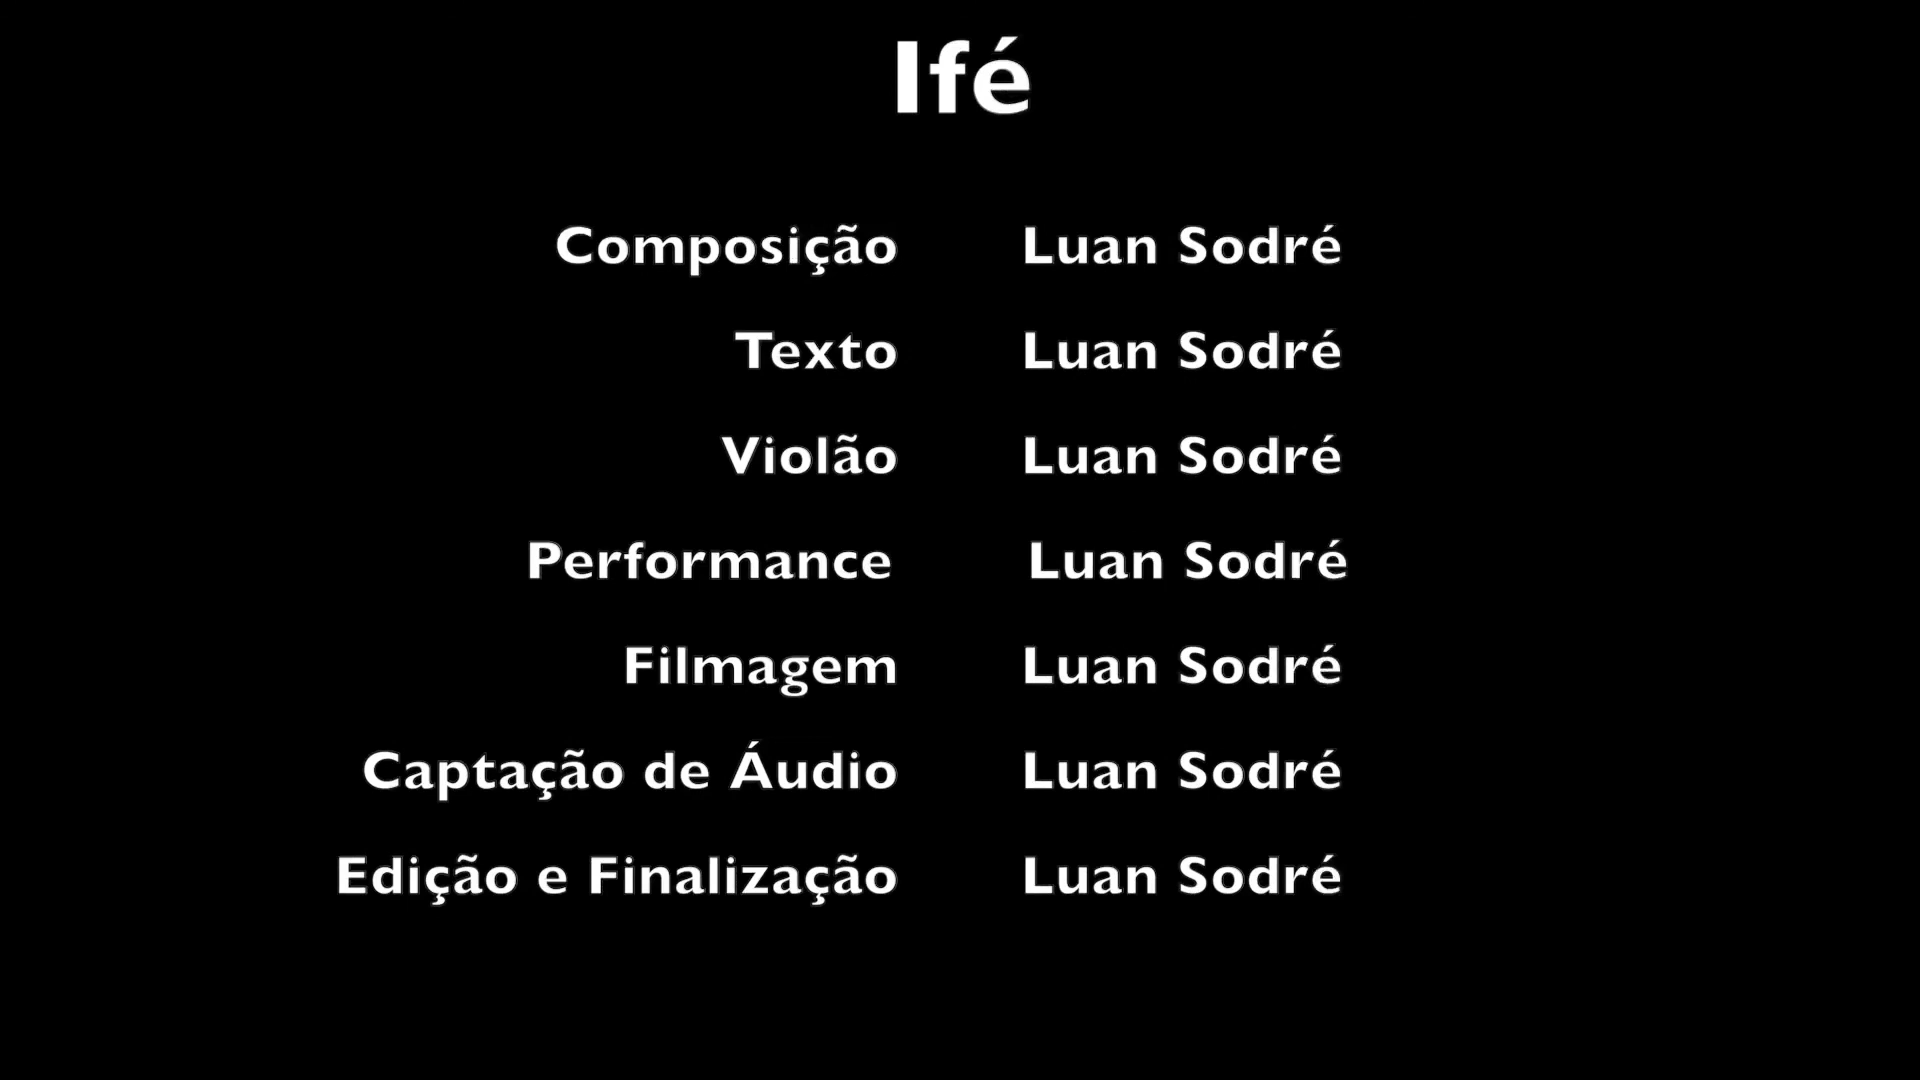 Ifé
Composição Luan Sodré
Texto Luan Sodré
Violão Luan Sodré
Performance Luan Sodré
Filmagem Luan Sodré
Captação de Áudio Luan Sodré
Edição e Finalização Luan Sodré